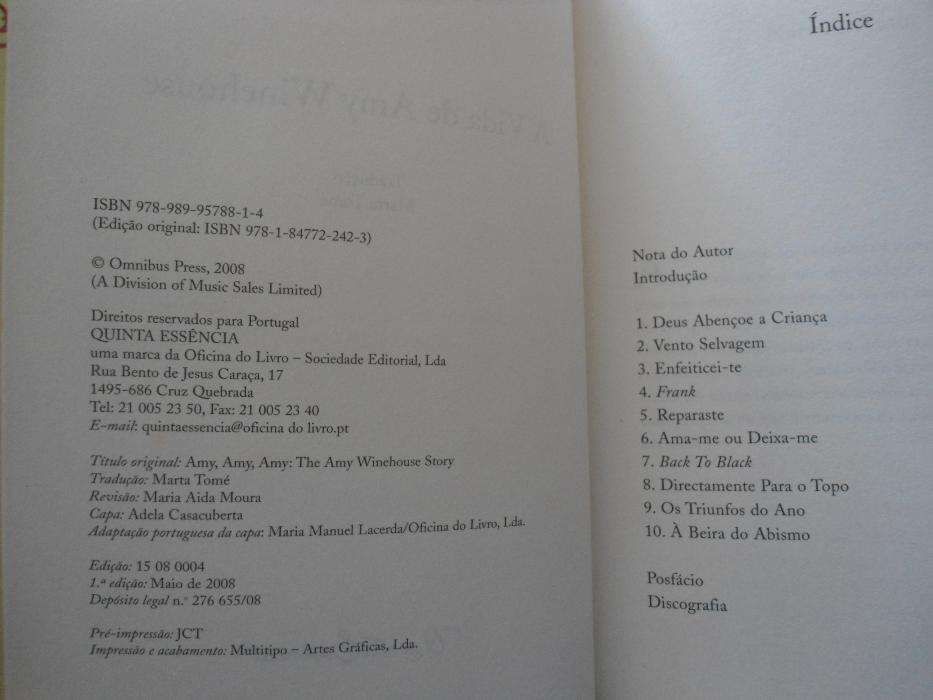 ISBN 978-989-95788-1-4
(Edição original: ISBN 978-1-84772-242-3)
© Omnibus Press, 2008
(A Division of Music Sales Limited)
Direitos reservados para Portugal
QUINTA ESSÊNCIA
uma marca da Oficina do Livro – Sociedade Editorial, Lda
Rua Bento de Jesus Caraça, 17
1495-686 Cruz Quebrada
Tel: 21 005 23 50, Fax: 21 005 23 40
E-mail: quintaessencia@oficina do livro.pt
Título original: Amy, Amy, Amy: The Amy Winehouse Story
Tradução: Marta Tomé
Revisão: Maria Aida Moura
Capa: Adela Casacuberta
Adaptação portuguesa da capa: Maria Manuel Lacerda/Oficina do Livro, Lda.
Edição: 15 08 0004
1.ª edição: Maio de 2008
Depósito legal n.º 276 655/08
Pré-impressão: JCT
Impressão e acabamento: Multitipo – Artes Gráficas, Lda.
Índice
Nota do Autor
Introdução
1. Deus Abençoe a Criança
2. Vento Selvagem
3. Enfeiticei-te
4. Frank
5. Reparaste
6. Ama-me ou Deixa-me
7. Back To Black
8. Directamente Para o Topo
9. Os Triunfos do Ano
10. À Beira do Abismo
Posfácio
Discografia